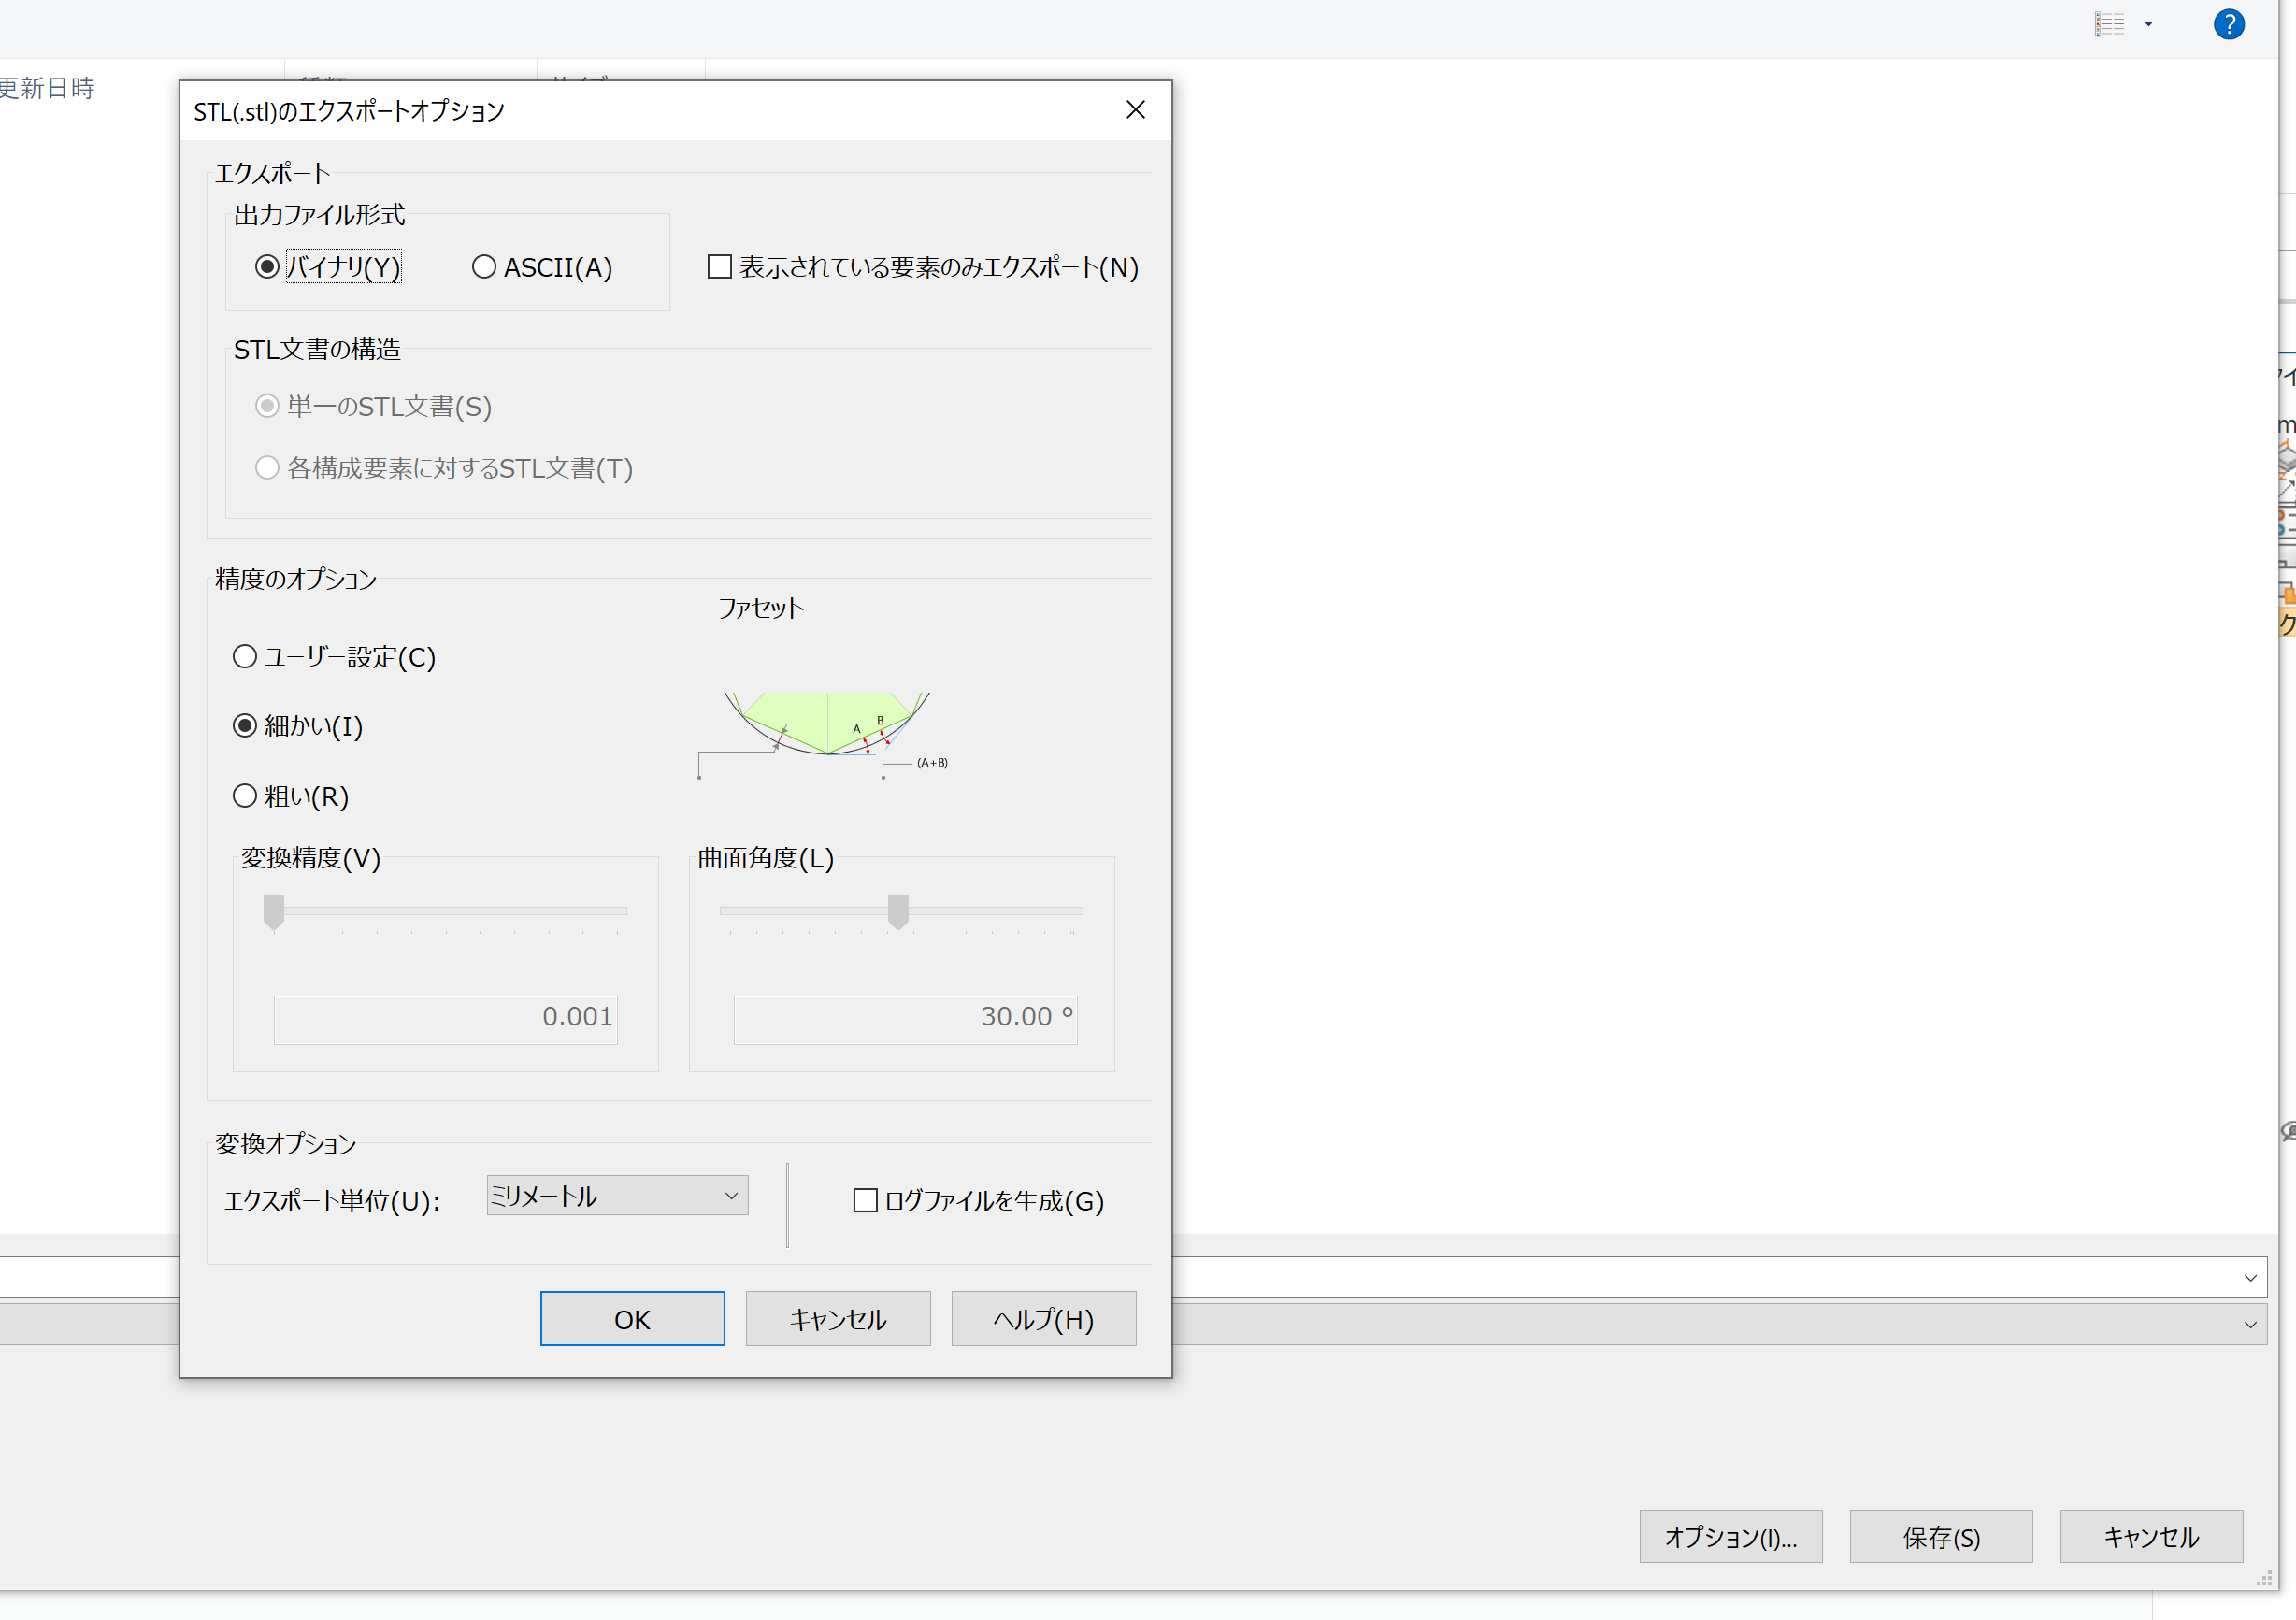 更新日時
STL(.stl)のエクスポートオプション
エクスポート
出力ファイル形式
バイナリ(Y)
ASCII(A)
表示されている要素のみエクスポート(N)
STL文書の構造
単一のSTL文書(S)
各構成要素に対するSTL文書(T)
精度のオプション
ファセット
ユーザー設定(C)
細かい(I)
粗い(R)
A
B
(A+B)
変換精度(V)
曲面角度(L)
0.001
30.00 º
変換オプション
エクスポート単位(U):
ミリメートル
ログファイルを生成(G)
OK
キャンセル
ヘルプ(H)
オプション(I)...
保存(S)
キャンセル